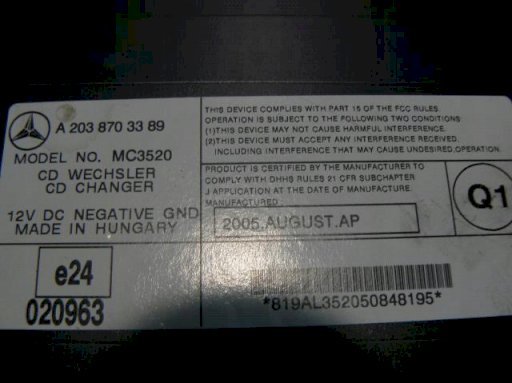 A 203 870 33 89
MODEL NO. MC3520
CD WECHSLER
CD CHANGER
12V DC NEGATIVE GND
MADE IN HUNGARY
e24
020963
THIS DEVICE COMPLIES WITH PART 15 OF THE FCC RULES.
OPERATION IS SUBJECT TO THE FOLLOWING TWO CONDITIONS:
(1)THIS DEVICE MAY NOT CAUSE HARMFUL INTERFERENCE.
(2)THIS DEVICE MUST ACCEPT ANY INTERFERENCE RECEIVED,
INCLUDING INTERFERENCE THAT MAY CAUSE UNDESIRED.OPERATION.
PRODUCT IS CERTIFIED BY THE MANUFACTURER TO
COMPLY WITH DHHS RULES 21 CFR SUBCHAPTER
J APPLICATION AT THE DATE OF MANUFACTURE.
MANUFACTURED
2005.AUGUST.AP
Q1
*819AL352050848195*